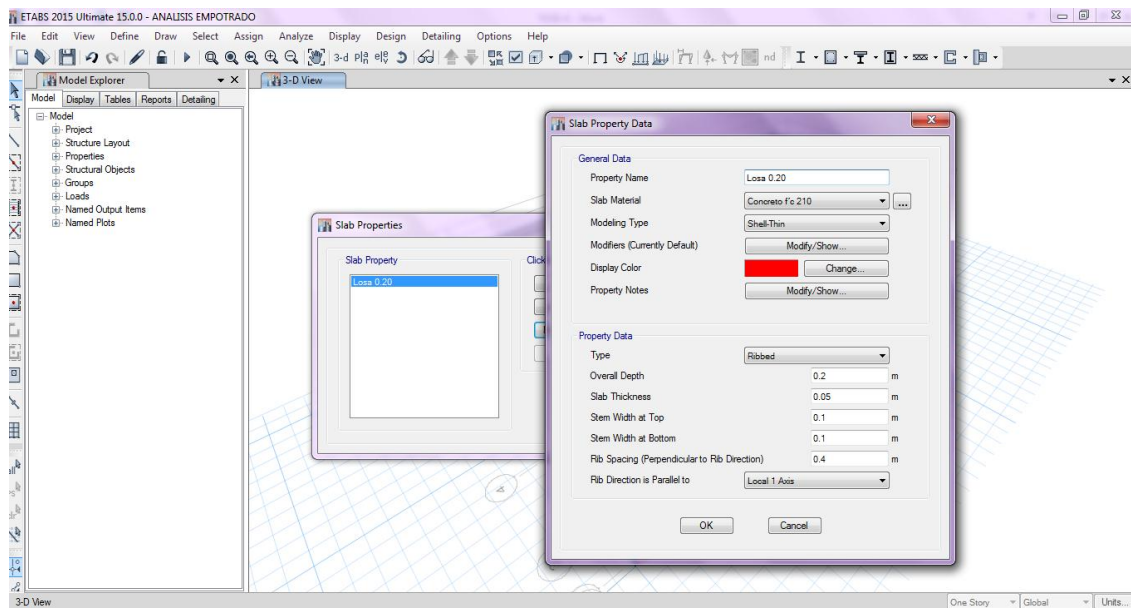 ETABS 2015 Ultimate 15.0.0 - ANALISIS EMPOTRADO
File Edit View Define Draw Select Assign Analyze Display Design Detailing Options Help
3-d
nd
Model Explorer
3-D View
Model Display Tables Reports Detailing
Model
Project
Structure Layout
Properties
Structural Objects
Groups
Loads
Named Output Items
Named Plots
Slab Properties
Slab Property
Click
Losa 0.20
Slab Property Data
General Data
Property Name Losa 0.20
Slab Material Concreto f'c 210 ...
Modeling Type Shell-Thin
Modifiers (Currently Default) Modify/Show...
Display Color Change...
Property Notes Modify/Show...
Property Data
Type Ribbed
Overall Depth 0.2 m
Slab Thickness 0.05 m
Stem Width at Top 0.1 m
Stem Width at Bottom 0.1 m
Rib Spacing (Perpendicular to Rib Direction) 0.4 m
Rib Direction is Parallel to Local 1 Axis
OK Cancel
3-D View One Story Global Units...